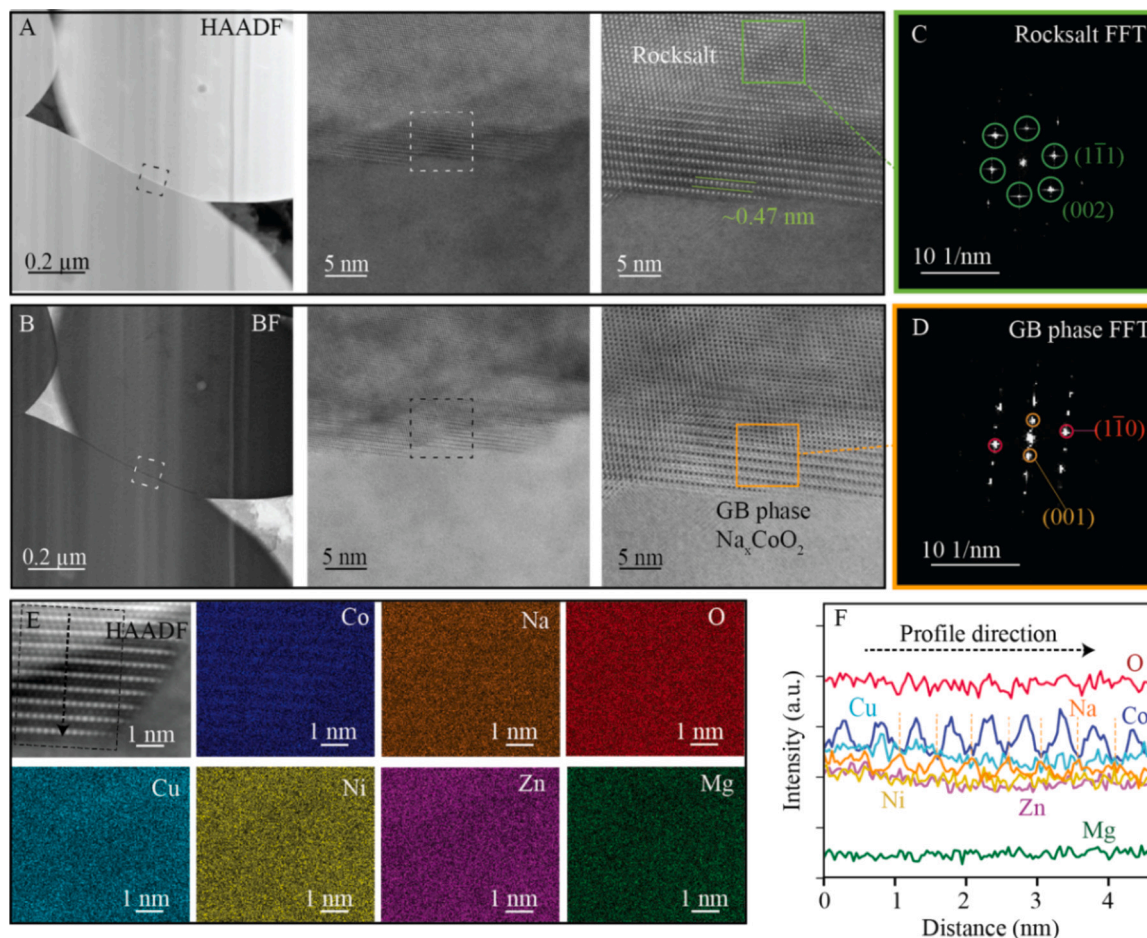 A
HAADF
0.2 µm
5 nm
Rocksalt
~0.47 nm
5 nm
C
Rocksalt FFT
(11̅1)
(002)
10 1/nm
B
BF
0.2 µm
5 nm
GB phase
NaₓCoO₂
5 nm
D
GB phase FFT
(11̅0)
(001)
10 1/nm
E
HAADF
1 nm
Co
1 nm
Na
1 nm
O
1 nm
Cu
1 nm
Ni
1 nm
Zn
1 nm
Mg
1 nm
F
Profile direction
O
Cu
Na
Co
Ni
Zn
Mg
Intensity (a.u.)
0 1 2 3 4
Distance (nm)